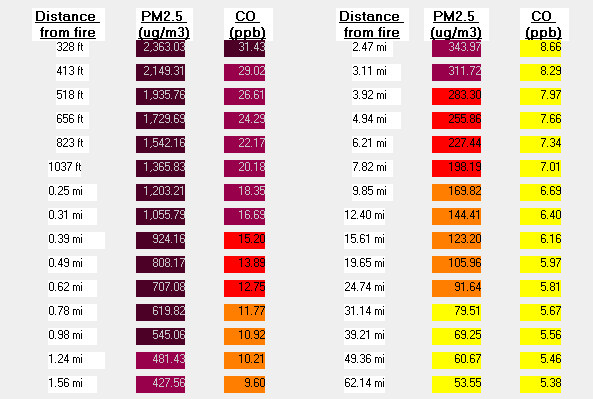 Distance PM2.5 CO Distance PM2.5 CO
from fire (ug/m3) (ppb) from fire (ug/m3) (ppb)
328 ft 2,363.03 31.43 2.47 mi 343.97 8.66
413 ft 2,149.31 29.02 3.11 mi 311.72 8.29
518 ft 1,935.76 26.61 3.92 mi 283.30 7.97
656 ft 1,729.69 24.29 4.94 mi 255.86 7.66
823 ft 1,542.16 22.17 6.21 mi 227.44 7.34
1037 ft 1,365.83 20.18 7.82 mi 198.19 7.01
0.25 mi 1,203.21 18.35 9.85 mi 169.82 6.69
0.31 mi 1,055.79 16.69 12.40 mi 144.41 6.40
0.39 mi 924.16 15.20 15.61 mi 123.20 6.16
0.49 mi 808.17 13.89 19.65 mi 105.96 5.97
0.62 mi 707.08 12.75 24.74 mi 91.64 5.81
0.78 mi 619.82 11.77 31.14 mi 79.51 5.67
0.98 mi 545.06 10.92 39.21 mi 69.25 5.56
1.24 mi 481.43 10.21 49.36 mi 60.67 5.46
1.56 mi 427.56 9.60 62.14 mi 53.55 5.38